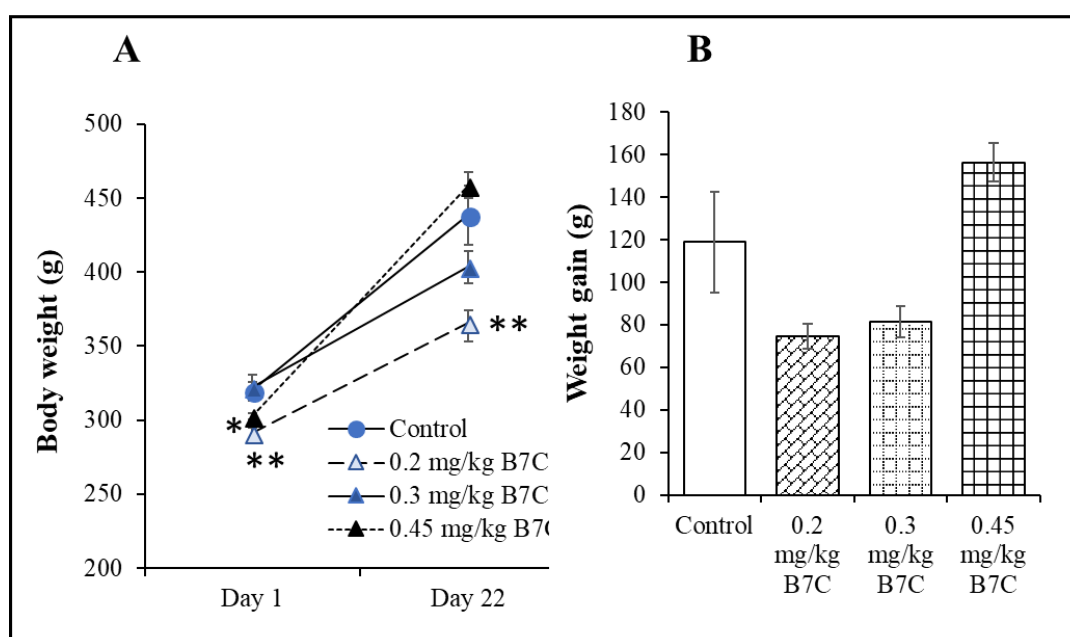 A
Body weight (g)
500
450
400
350
300
250
200
**
*
**
Control
0.2 mg/kg B7C
0.3 mg/kg B7C
0.45 mg/kg B7C
Day 1 Day 22
B
Weight gain (g)
180
160
140
120
100
80
60
40
20
0
Control 0.2 0.3 0.45
mg/kg mg/kg mg/kg
B7C B7C B7C